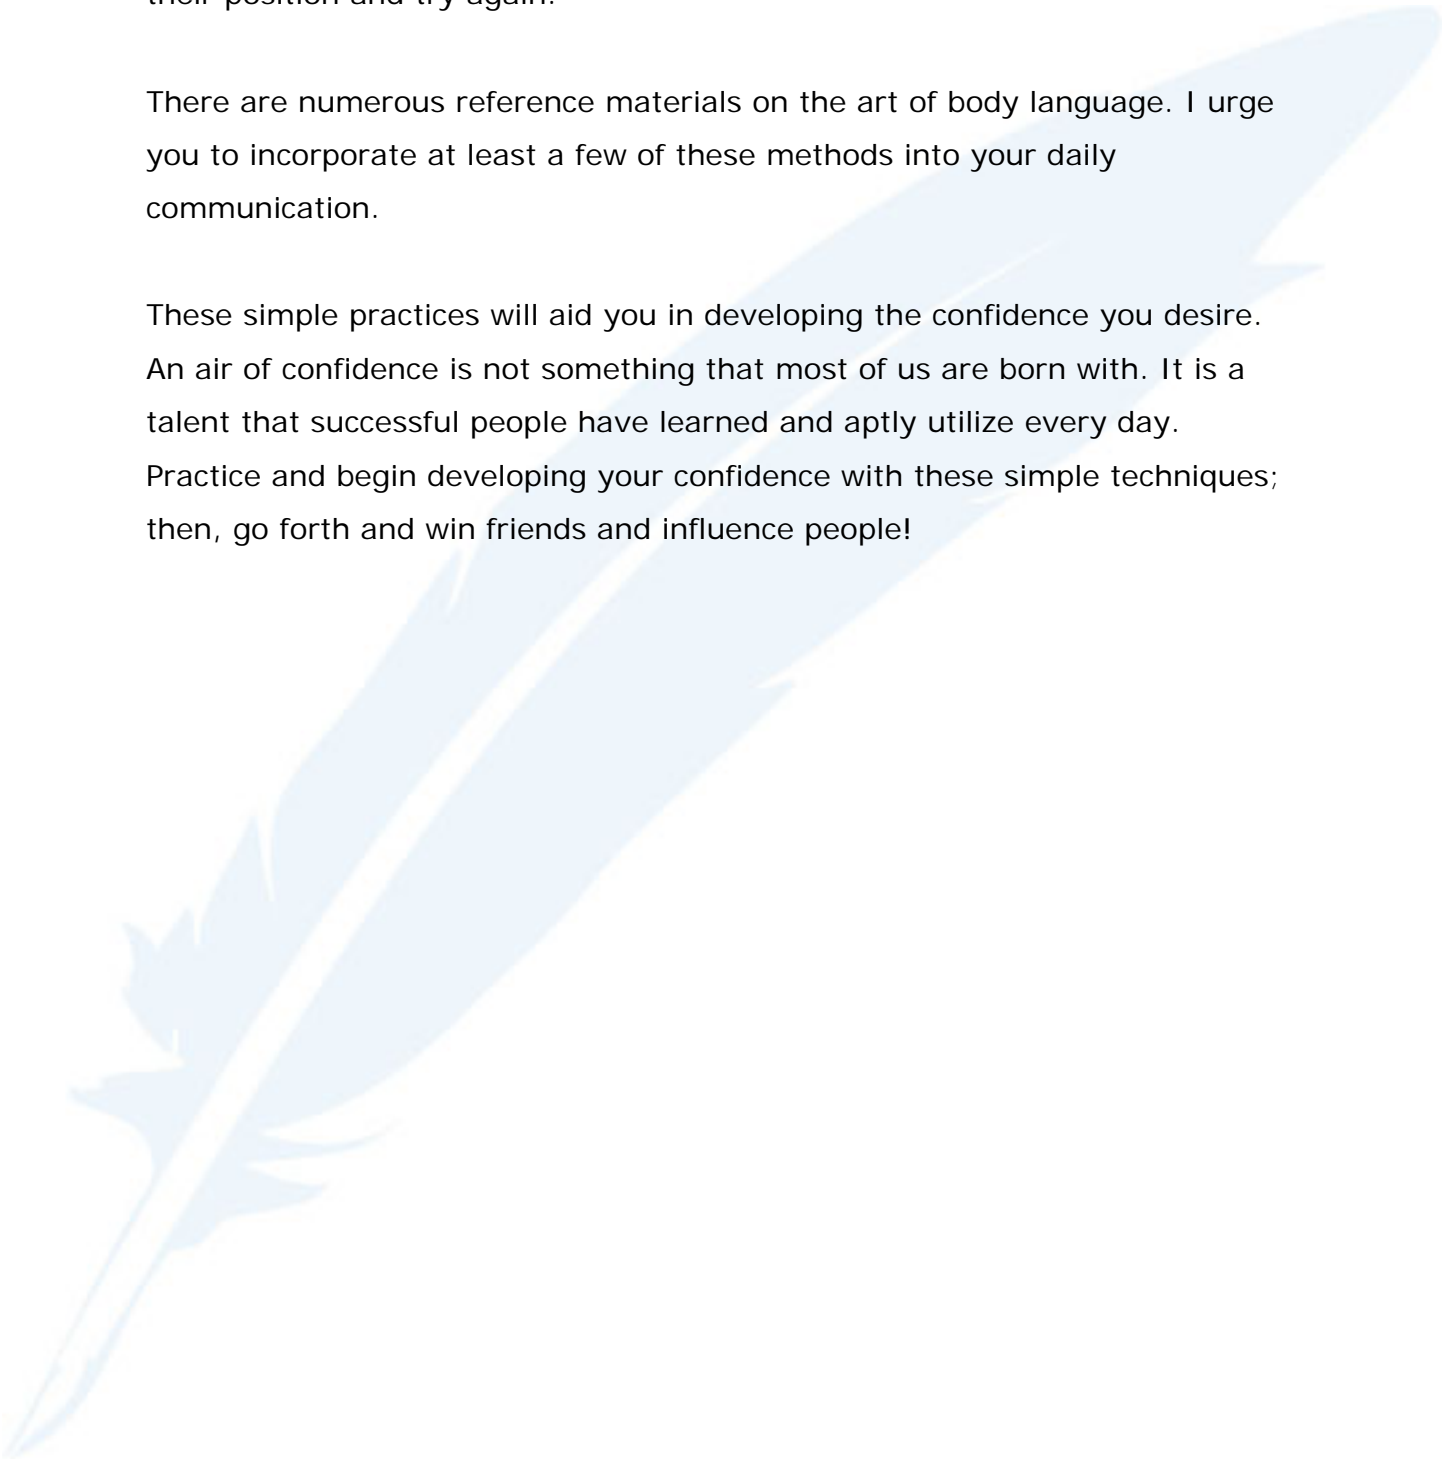 their position and try again.
There are numerous reference materials on the art of body language. I urge
you to incorporate at least a few of these methods into your daily
communication.
These simple practices will aid you in developing the confidence you desire.
An air of confidence is not something that most of us are born with. It is a
talent that successful people have learned and aptly utilize every day.
Practice and begin developing your confidence with these simple techniques;
then, go forth and win friends and influence people!